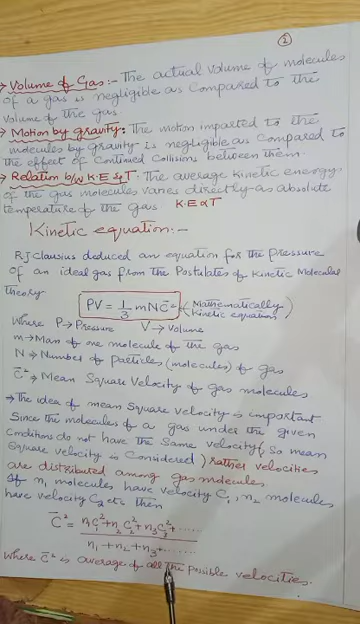 2
→ Volume of Gas:- The actual volume of molecules
of a gas is negligible as compared to the
volume of the gas.
→ Motion by gravity: The motion imparted to the
molecules by gravity is negligible as compared to
the effect of Continued Collisions between them.
→ Relation b/w K.E & T. The average kinetic energy
of the gas molecules varies directly as absolute
temperature of the gas K.E ∝ T
Kinetic equation:-
RJ Clausius deduced an equation for the pressure
of an ideal gas from the Postulates of Kinetic Molecular
theory
PV = 1/3 mNC̄² (Mathematically
Kinetic equation)
Where P → Pressure V → Volume
m → Mass of one molecule of the gas
N → Number of particles (molecules) of gas
C̄² → Mean Square Velocity of gas molecules
→ The idea of mean Square velocity is important
Since the molecules of a gas under the given
Conditions do not have the Same velocity (So mean
Square velocity is Considered) rather velocities
are distributed among gas molecules.
If n₁ molecules have velocity C₁, n₂ molecules
have velocity C₂ etc then
C̄² = n₁C₁² + n₂C₂² + n₃C₃² + ......
n₁ + n₂ + n₃ + ......
Where C̄² is average of all the possible velocities.